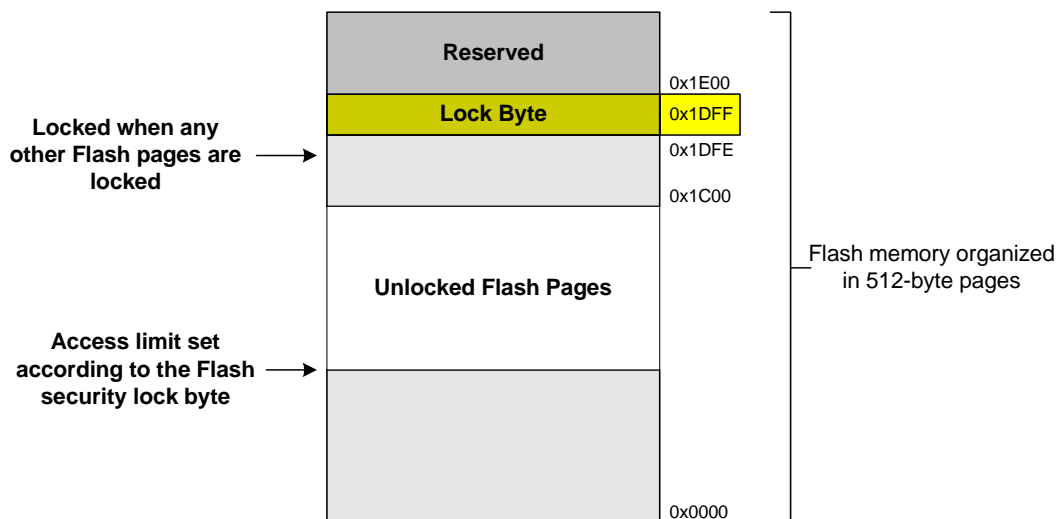 Reserved
0x1E00
Lock Byte
0x1DFF
Locked when any
other Flash pages are
locked
0x1DFE
0x1C00
Flash memory organized
in 512-byte pages
Unlocked Flash Pages
Access limit set
according to the Flash
security lock byte
0x0000